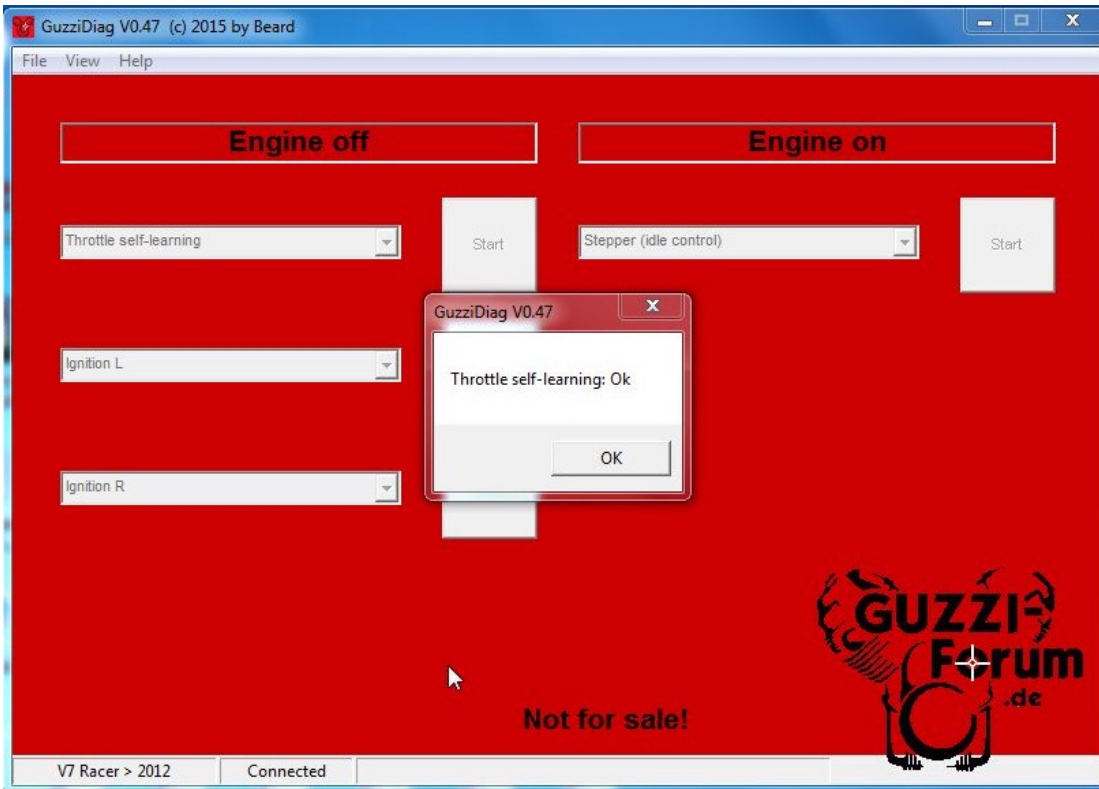 GuzziDiag V0.47 (c) 2015 by Beard
File View Help
Engine off
Engine on
Throttle self-learning
Start
Stepper (idle control)
Start
GuzziDiag V0.47
Throttle self-learning: Ok
OK
Ignition L
Ignition R
GUZZI-
Forum
.de
Not for sale!
V7 Racer > 2012
Connected